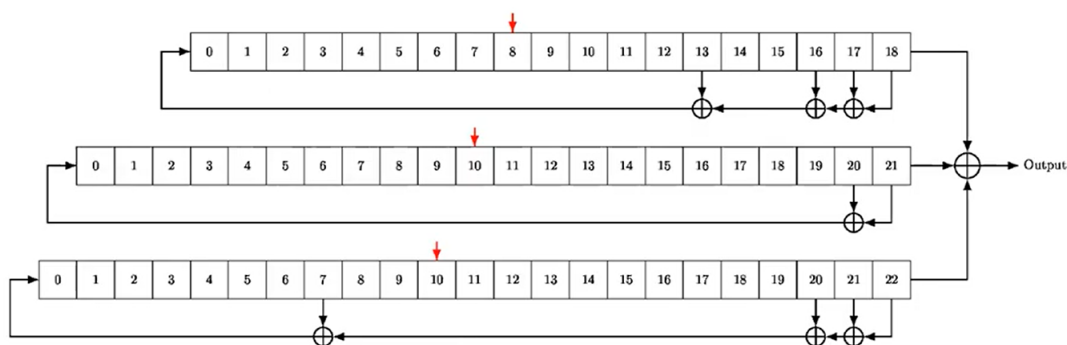 0 1 2 3 4 5 6 7 8 9 10 11 12 13 14 15 16 17 18
0 1 2 3 4 5 6 7 8 9 10 11 12 13 14 15 16 17 18 19 20 21
Output
0 1 2 3 4 5 6 7 8 9 10 11 12 13 14 15 16 17 18 19 20 21 22